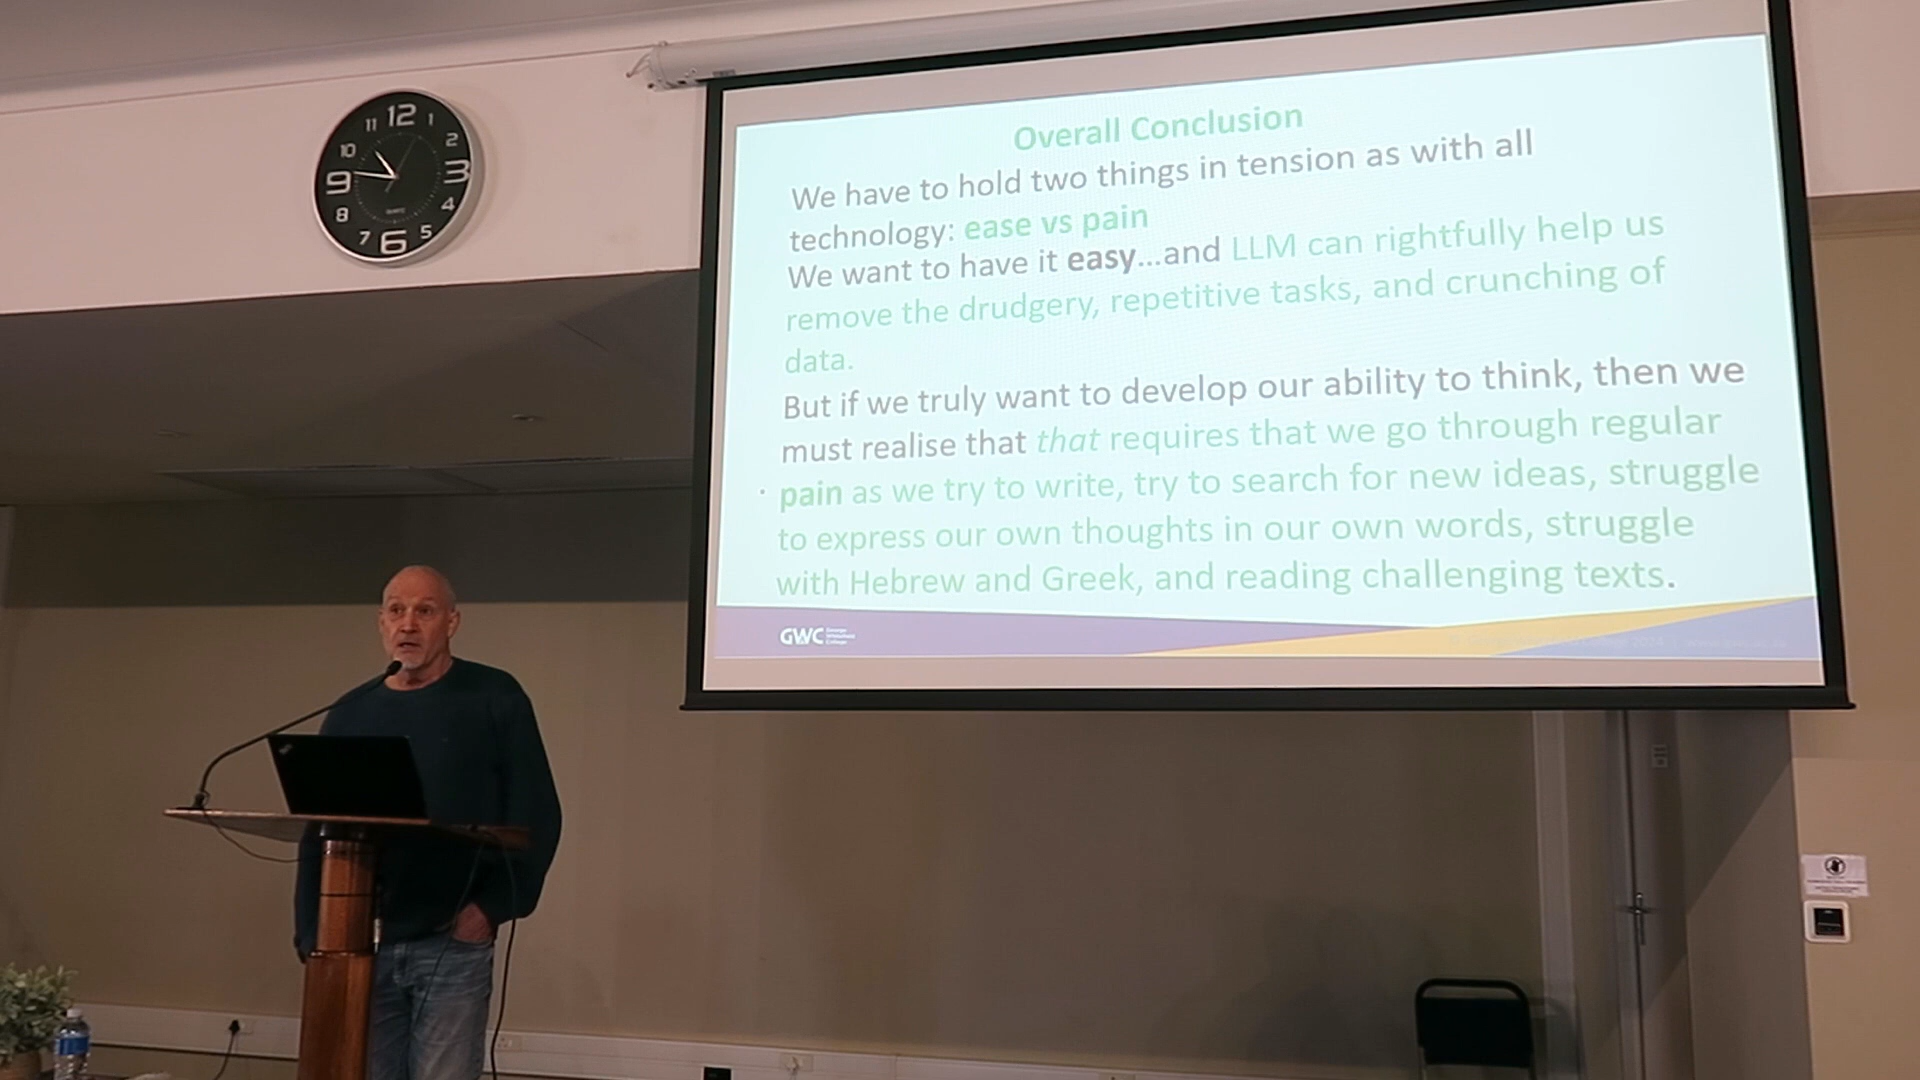 12
11 1
10 2
9 3
8 4
7 6 5
QUARTZ
Overall Conclusion
We have to hold two things in tension as with all
technology: ease vs pain
We want to have it easy...and LLM can rightfully help us
remove the drudgery, repetitive tasks, and crunching of
data.
But if we truly want to develop our ability to think, then we
must realise that that requires that we go through regular
pain as we try to write, try to search for new ideas, struggle
to express our own thoughts in our own words, struggle
with Hebrew and Greek, and reading challenging texts.
GWC George
Whitefield
College